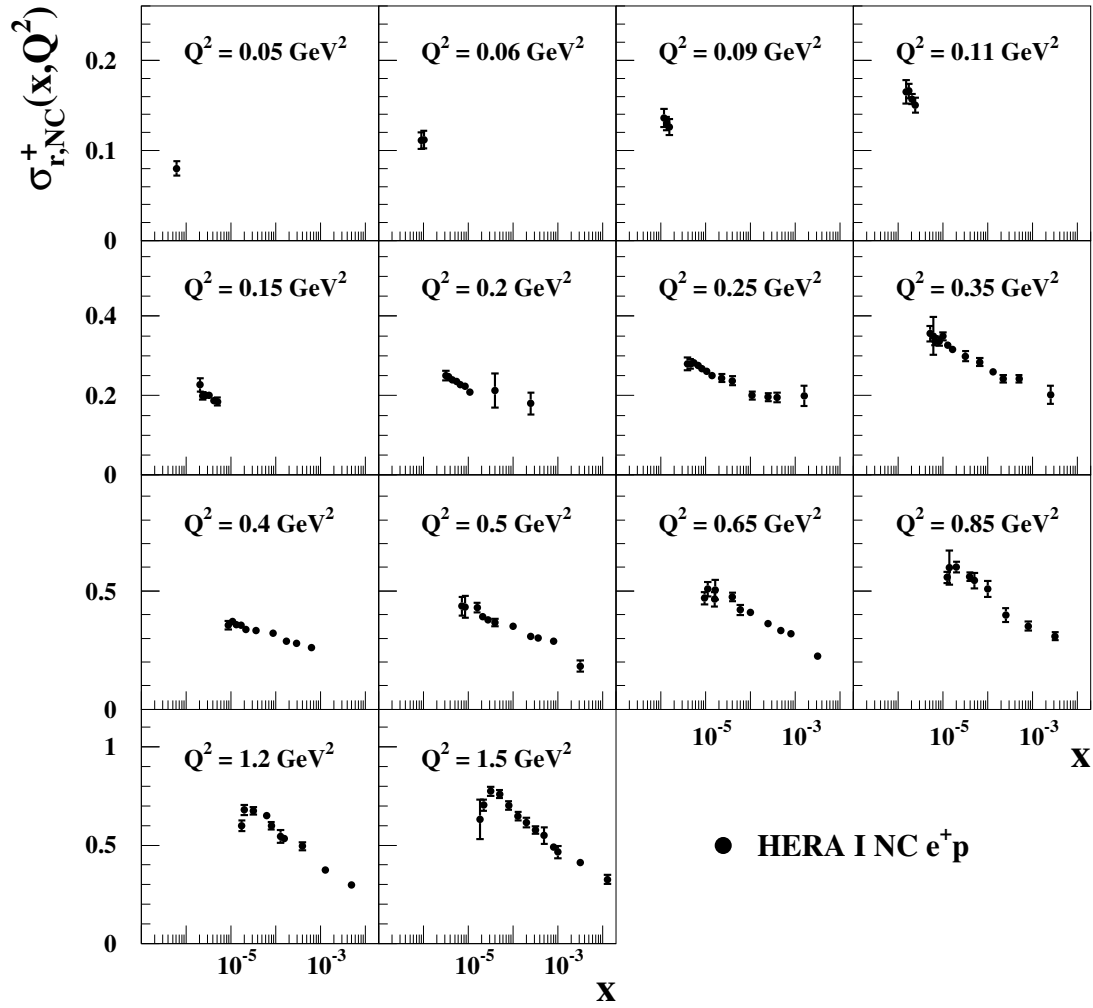 σ⁺r,NC(x,Q²)
Q² = 0.05 GeV²
Q² = 0.06 GeV²
Q² = 0.09 GeV²
Q² = 0.11 GeV²
0.2
0.1
0
Q² = 0.15 GeV²
Q² = 0.2 GeV²
Q² = 0.25 GeV²
Q² = 0.35 GeV²
0.4
0.2
0
Q² = 0.4 GeV²
Q² = 0.5 GeV²
Q² = 0.65 GeV²
Q² = 0.85 GeV²
0.5
0
10⁻⁵ 10⁻³ 10⁻⁵ 10⁻³
x
Q² = 1.2 GeV²
Q² = 1.5 GeV²
1
0.5
0
HERA I NC e⁺p
10⁻⁵ 10⁻³ 10⁻⁵ 10⁻³
x